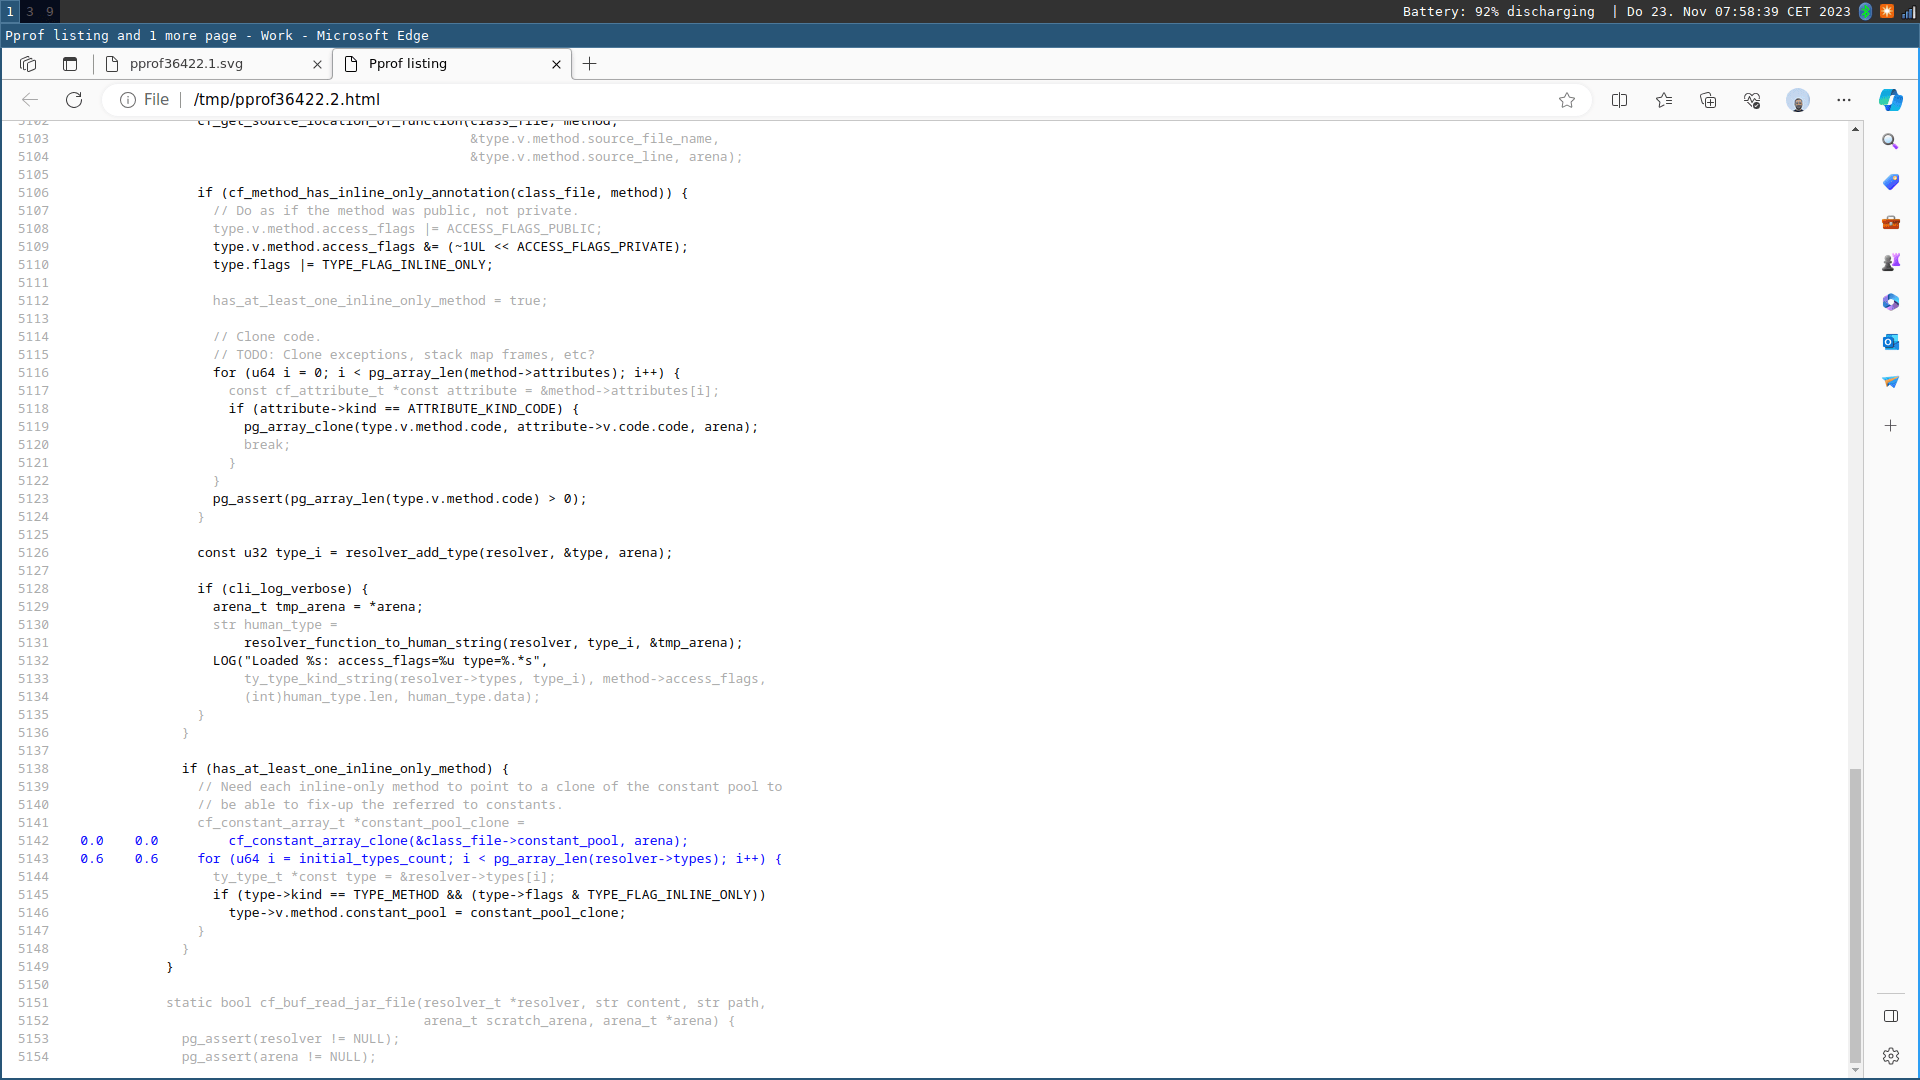 1 3 9 Battery: 92% discharging | Do 23. Nov 07:58:39 CET 2023
Pprof listing and 1 more page - Work - Microsoft Edge
pprof36422.1.svg Pprof listing
File /tmp/pprof36422.2.html
5102 cf_get_source_location_of_function(class_file, method,
5103 &type.v.method.source_file_name,
5104 &type.v.method.source_line, arena);
5105
5106 if (cf_method_has_inline_only_annotation(class_file, method)) {
5107 // Do as if the method was public, not private.
5108 type.v.method.access_flags |= ACCESS_FLAGS_PUBLIC;
5109 type.v.method.access_flags &= (~1UL << ACCESS_FLAGS_PRIVATE);
5110 type.flags |= TYPE_FLAG_INLINE_ONLY;
5111
5112 has_at_least_one_inline_only_method = true;
5113
5114 // Clone code.
5115 // TODO: Clone exceptions, stack map frames, etc?
5116 for (u64 i = 0; i < pg_array_len(method->attributes); i++) {
5117 const cf_attribute_t *const attribute = &method->attributes[i];
5118 if (attribute->kind == ATTRIBUTE_KIND_CODE) {
5119 pg_array_clone(type.v.method.code, attribute->v.code.code, arena);
5120 break;
5121 }
5122 }
5123 pg_assert(pg_array_len(type.v.method.code) > 0);
5124 }
5125
5126 const u32 type_i = resolver_add_type(resolver, &type, arena);
5127
5128 if (cli_log_verbose) {
5129 arena_t tmp_arena = *arena;
5130 str human_type =
5131 resolver_function_to_human_string(resolver, type_i, &tmp_arena);
5132 LOG("Loaded %s: access_flags=%u type=%.*s",
5133 ty_type_kind_string(resolver->types, type_i), method->access_flags,
5134 (int)human_type.len, human_type.data);
5135 }
5136 }
5137
5138 if (has_at_least_one_inline_only_method) {
5139 // Need each inline-only method to point to a clone of the constant pool to
5140 // be able to fix-up the referred to constants.
5141 cf_constant_array_t *constant_pool_clone =
5142 0.0 0.0 cf_constant_array_clone(&class_file->constant_pool, arena);
5143 0.6 0.6 for (u64 i = initial_types_count; i < pg_array_len(resolver->types); i++) {
5144 ty_type_t *const type = &resolver->types[i];
5145 if (type->kind == TYPE_METHOD && (type->flags & TYPE_FLAG_INLINE_ONLY))
5146 type->v.method.constant_pool = constant_pool_clone;
5147 }
5148 }
5149 }
5150
5151 static bool cf_buf_read_jar_file(resolver_t *resolver, str content, str path,
5152 arena_t scratch_arena, arena_t *arena) {
5153 pg_assert(resolver != NULL);
5154 pg_assert(arena != NULL);